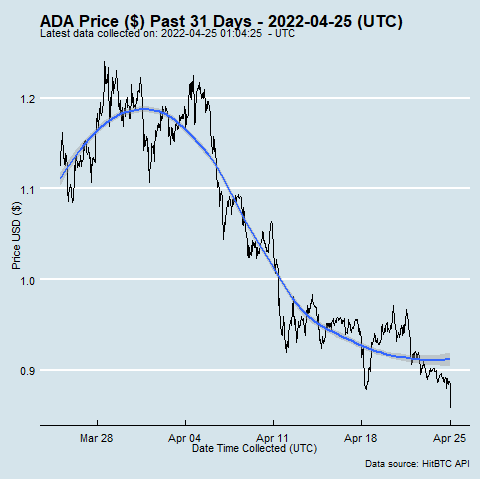 ADA Price ($) Past 31 Days - 2022-04-25 (UTC)
Latest data collected on: 2022-04-25 01:04:25  - UTC
1.2
1.1
1.0
0.9
Price USD ($)
Mar 28 Apr 04 Apr 11 Apr 18 Apr 25
Date Time Collected (UTC)
Data source: HitBTC API